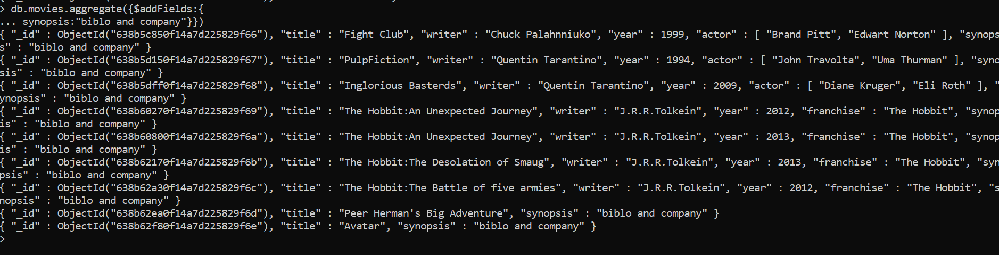 > db.movies.aggregate({$addFields:{
... synopsis:"biblo and company"}})
{ "_id" : ObjectId("638b5c850f14a7d225829f66"), "title" : "Fight Club", "writer" : "Chuck Palahnniuko", "year" : 1999, "actor" : [ "Brand Pitt", "Edwart Norton" ], "synops
s" : "biblo and company" }
{ "_id" : ObjectId("638b5d150f14a7d225829f67"), "title" : "PulpFiction", "writer" : "Quentin Tarantino", "year" : 1994, "actor" : [ "John Travolta", "Uma Thurman" ], "syno
sis" : "biblo and company" }
{ "_id" : ObjectId("638b5dff0f14a7d225829f68"), "title" : "Inglorious Basterds", "writer" : "Quentin Tarantino", "year" : 2009, "actor" : [ "Diane Kruger", "Eli Roth" ], "
ynopsis" : "biblo and company" }
{ "_id" : ObjectId("638b60270f14a7d225829f69"), "title" : "The Hobbit:An Unexpected Journey", "writer" : "J.R.R.Tolkein", "year" : 2012, "franchise" : "The Hobbit", "synop
is" : "biblo and company" }
{ "_id" : ObjectId("638b60800f14a7d225829f6a"), "title" : "The Hobbit:An Unexpected Journey", "writer" : "J.R.R.Tolkein", "year" : 2013, "franchise" : "The Hobbit", "synop
is" : "biblo and company" }
{ "_id" : ObjectId("638b62170f14a7d225829f6b"), "title" : "The Hobbit:The Desolation of Smaug", "writer" : "J.R.R.Tolkein", "year" : 2013, "franchise" : "The Hobbit", "syn
psis" : "biblo and company" }
{ "_id" : ObjectId("638b62a30f14a7d225829f6c"), "title" : "The Hobbit:The Battle of five armies", "writer" : "J.R.R.Tolkein", "year" : 2012, "franchise" : "The Hobbit", "s
nopsis" : "biblo and company" }
{ "_id" : ObjectId("638b62ea0f14a7d225829f6d"), "title" : "Peer Herman's Big Adventure", "synopsis" : "biblo and company" }
{ "_id" : ObjectId("638b62f80f14a7d225829f6e"), "title" : "Avatar", "synopsis" : "biblo and company" }
>